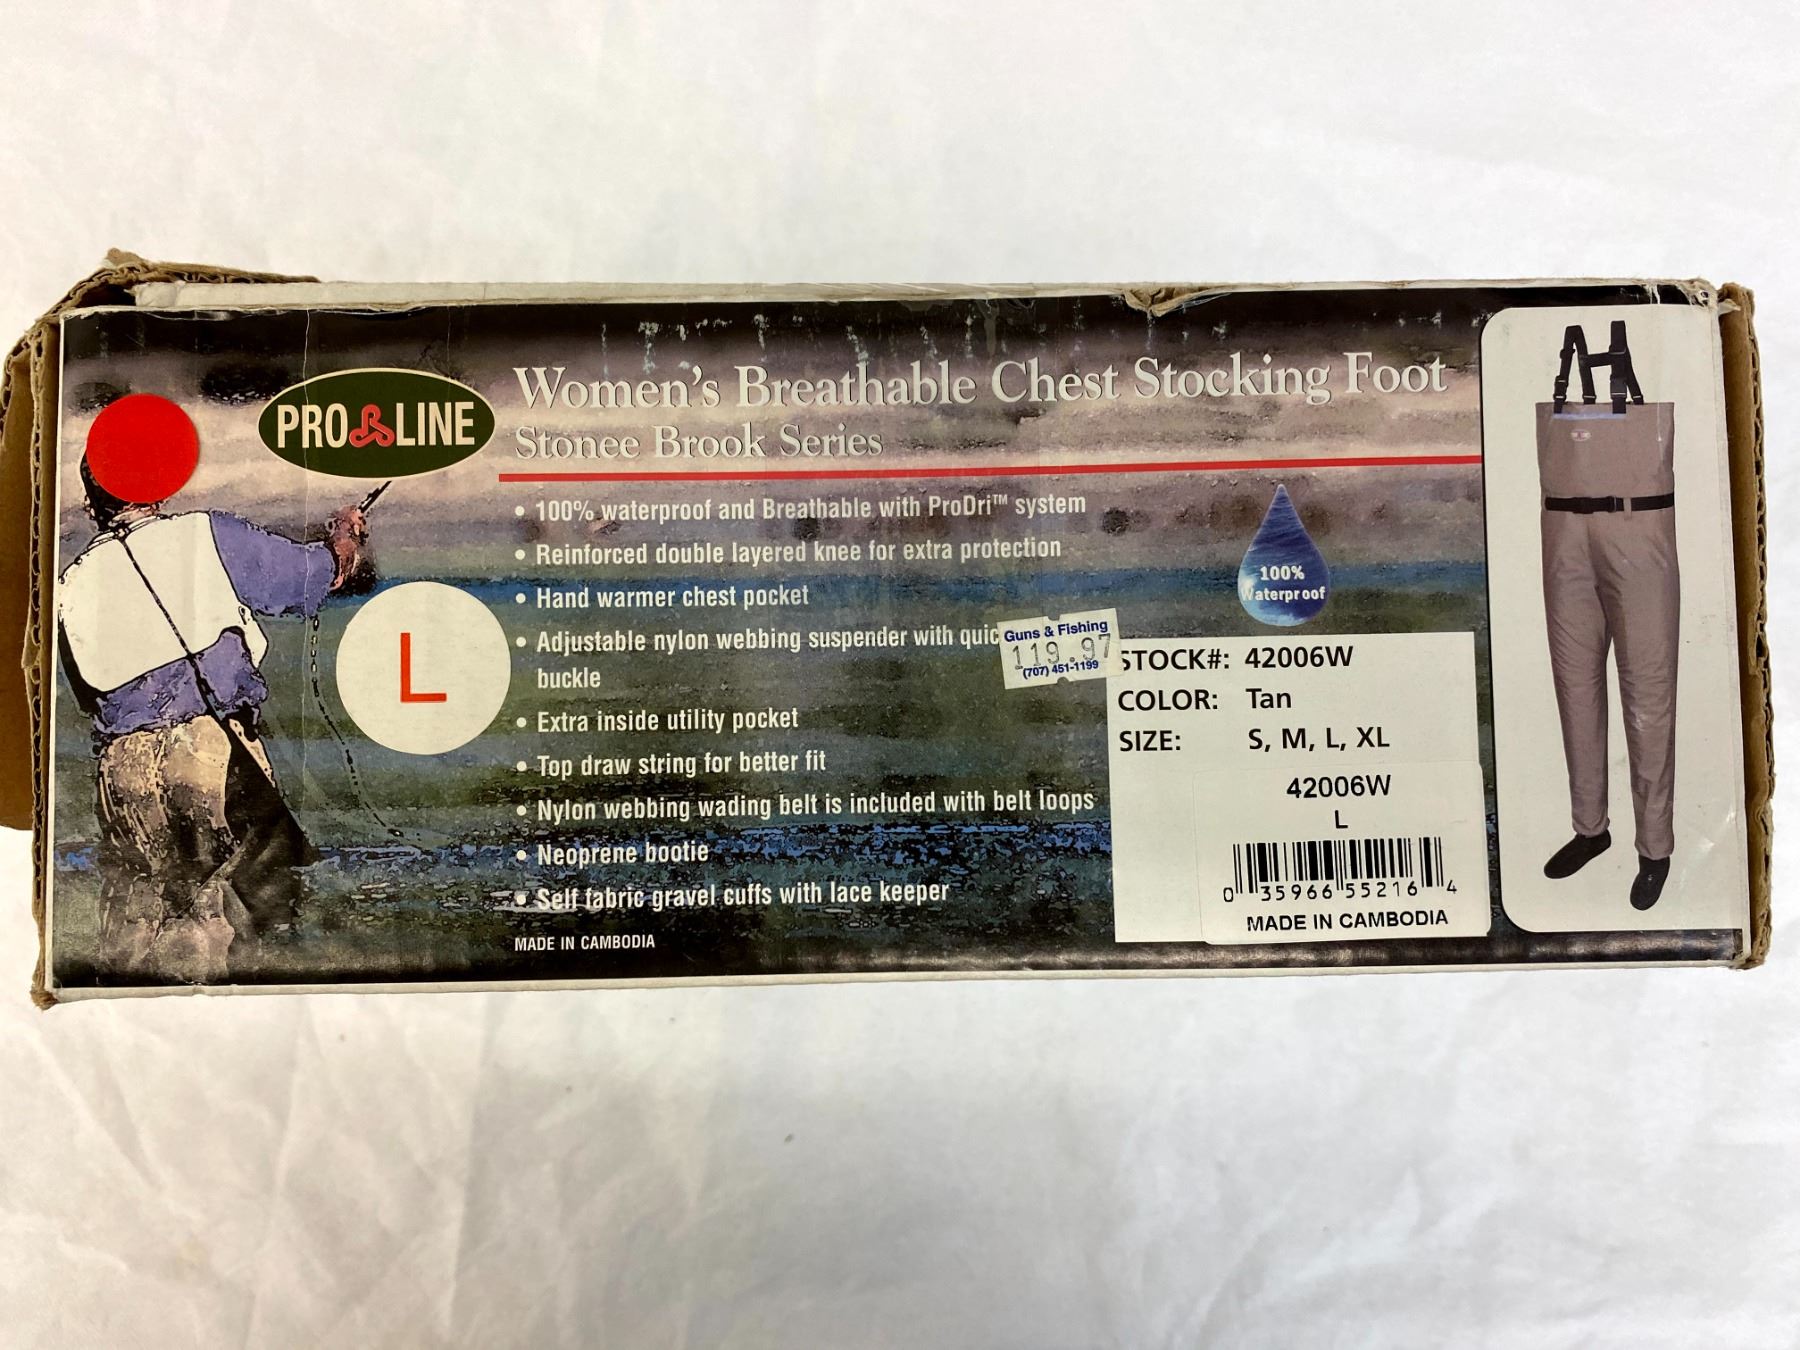 PRO LINE
Women's Breathable Chest Stocking Foot
Stonee Brook Series
• 100% waterproof and Breathable with ProDri™ system
• Reinforced double layered knee for extra protection
• Hand warmer chest pocket
• Adjustable nylon webbing suspender with quic
buckle
• Extra inside utility pocket
• Top draw string for better fit
• Nylon webbing wading belt is included with belt loops
• Neoprene bootie
• Self fabric gravel cuffs with lace keeper
MADE IN CAMBODIA
L
Guns & Fishing
119.97
(707) 451-1199
100%
Waterproof
STOCK#: 42006W
COLOR: Tan
SIZE: S, M, L, XL
42006W
L
0 35966 55216 4
MADE IN CAMBODIA